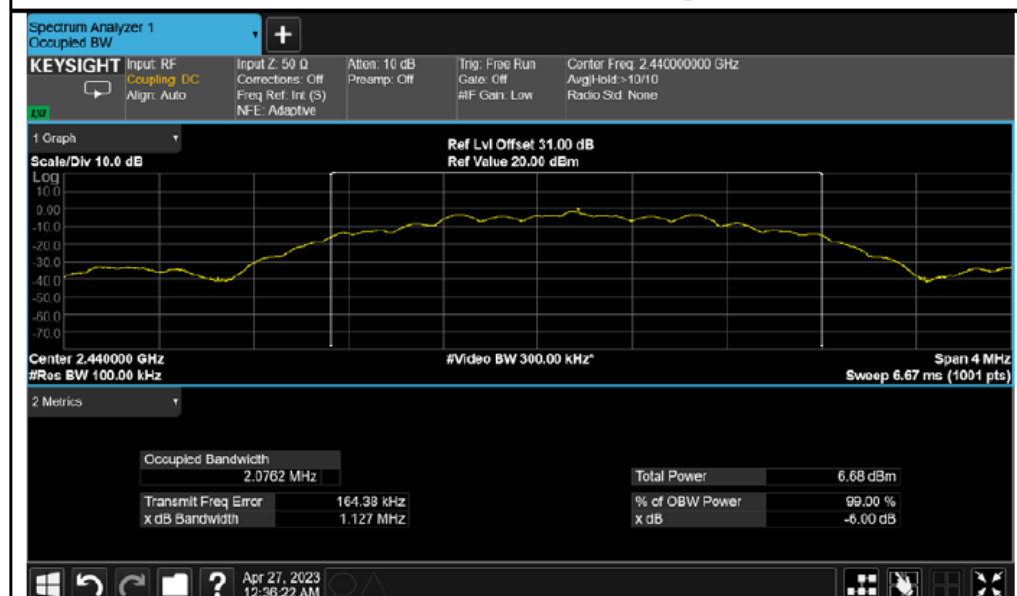 Spectrum Analyzer 1
Occupied BW
+
KEYSIGHT
Input: RF
Coupling: DC
Align: Auto
Input Z: 50 Ω
Corrections: Off
Freq Ref: Int (S)
NFE: Adaptive
Atten: 10 dB
Preamp: Off
Trig: Free Run
Gate: Off
#IF Gain: Low
Center Freq: 2.440000000 GHz
Avg|Hold:>10/10
Radio Std: None
LXI
1 Graph
Scale/Div 10.0 dB
Ref Lvl Offset 31.00 dB
Ref Value 20.00 dBm
Log
10.0
0.00
-10.0
-20.0
-30.0
-40.0
-50.0
-60.0
-70.0
Center 2.440000 GHz
#Video BW 300.00 kHz*
Span 4 MHz
#Res BW 100.00 kHz
Sweep 6.67 ms (1001 pts)
2 Metrics
Occupied Bandwidth
2.0762 MHz
Total Power 6.68 dBm
Transmit Freq Error 164.38 kHz
% of OBW Power 99.00 %
x dB Bandwidth 1.127 MHz
x dB -6.00 dB
?
Apr 27, 2023
12:36:22 AM